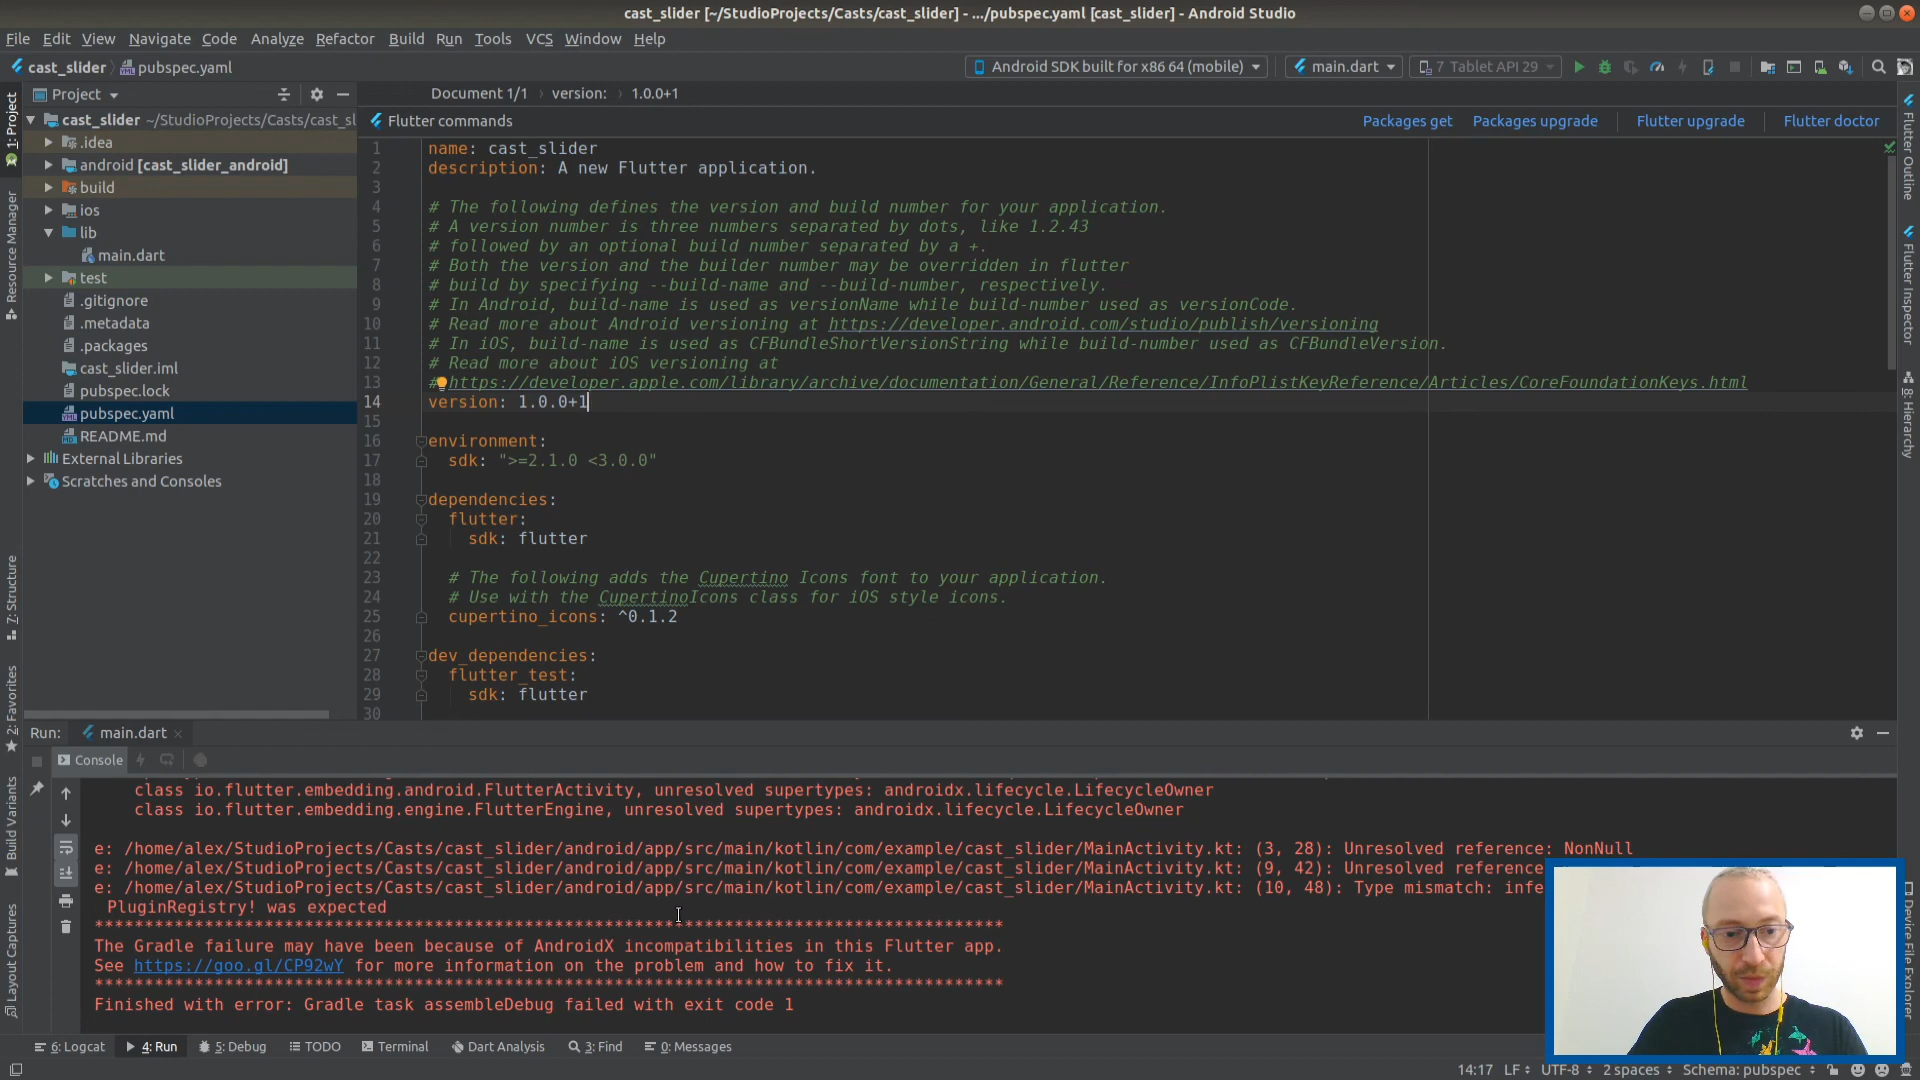 cast_slider [~/StudioProjects/Casts/cast_slider] - .../pubspec.yaml [cast_slider] - Android Studio
File Edit View Navigate Code Analyze Refactor Build Run Tools VCS Window Help
cast_slider pubspec.yaml Android SDK built for x86 64 (mobile) main.dart 7 Tablet API 29
Project
Document 1/1 version: 1.0.0+1
Flutter commands Packages get Packages upgrade Flutter upgrade Flutter doctor
cast_slider ~/StudioProjects/Casts/cast_sl
.idea
android [cast_slider_android]
build
ios
lib
main.dart
test
.gitignore
.metadata
.packages
cast_slider.iml
pubspec.lock
pubspec.yaml
README.md
External Libraries
Scratches and Consoles
1: Project
Resource Manager
7: Structure
2: Favorites
Build Variants
Layout Captures
1 name: cast_slider
2 description: A new Flutter application.
3
4 # The following defines the version and build number for your application.
5 # A version number is three numbers separated by dots, like 1.2.43
6 # followed by an optional build number separated by a +.
7 # Both the version and the builder number may be overridden in flutter
8 # build by specifying --build-name and --build-number, respectively.
9 # In Android, build-name is used as versionName while build-number used as versionCode.
10 # Read more about Android versioning at https://developer.android.com/studio/publish/versioning
11 # In iOS, build-name is used as CFBundleShortVersionString while build-number used as CFBundleVersion.
12 # Read more about iOS versioning at
13 # https://developer.apple.com/library/archive/documentation/General/Reference/InfoPlistKeyReference/Articles/CoreFoundationKeys.html
14 version: 1.0.0+1
15
16 environment:
17 sdk: ">=2.1.0 <3.0.0"
18
19 dependencies:
20 flutter:
21 sdk: flutter
22
23 # The following adds the Cupertino Icons font to your application.
24 # Use with the CupertinoIcons class for iOS style icons.
25 cupertino_icons: ^0.1.2
26
27 dev_dependencies:
28 flutter_test:
29 sdk: flutter
30
Flutter Outline
Flutter Inspector
8: Hierarchy
Device File Explorer
Run: main.dart
Console
class io.flutter.embedding.android.FlutterActivity, unresolved supertypes: androidx.lifecycle.LifecycleOwner
class io.flutter.embedding.engine.FlutterEngine, unresolved supertypes: androidx.lifecycle.LifecycleOwner
e: /home/alex/StudioProjects/Casts/cast_slider/android/app/src/main/kotlin/com/example/cast_slider/MainActivity.kt: (3, 28): Unresolved reference: NonNull
e: /home/alex/StudioProjects/Casts/cast_slider/android/app/src/main/kotlin/com/example/cast_slider/MainActivity.kt: (9, 42): Unresolved reference
e: /home/alex/StudioProjects/Casts/cast_slider/android/app/src/main/kotlin/com/example/cast_slider/MainActivity.kt: (10, 48): Type mismatch: infe
PluginRegistry! was expected
*******************************************************************************************
The Gradle failure may have been because of AndroidX incompatibilities in this Flutter app.
See https://goo.gl/CP92wY for more information on the problem and how to fix it.
*******************************************************************************************
Finished with error: Gradle task assembleDebug failed with exit code 1
6: Logcat 4: Run 5: Debug TODO Terminal Dart Analysis 3: Find 0: Messages
14:17 LF UTF-8 2 spaces Schema: pubspec